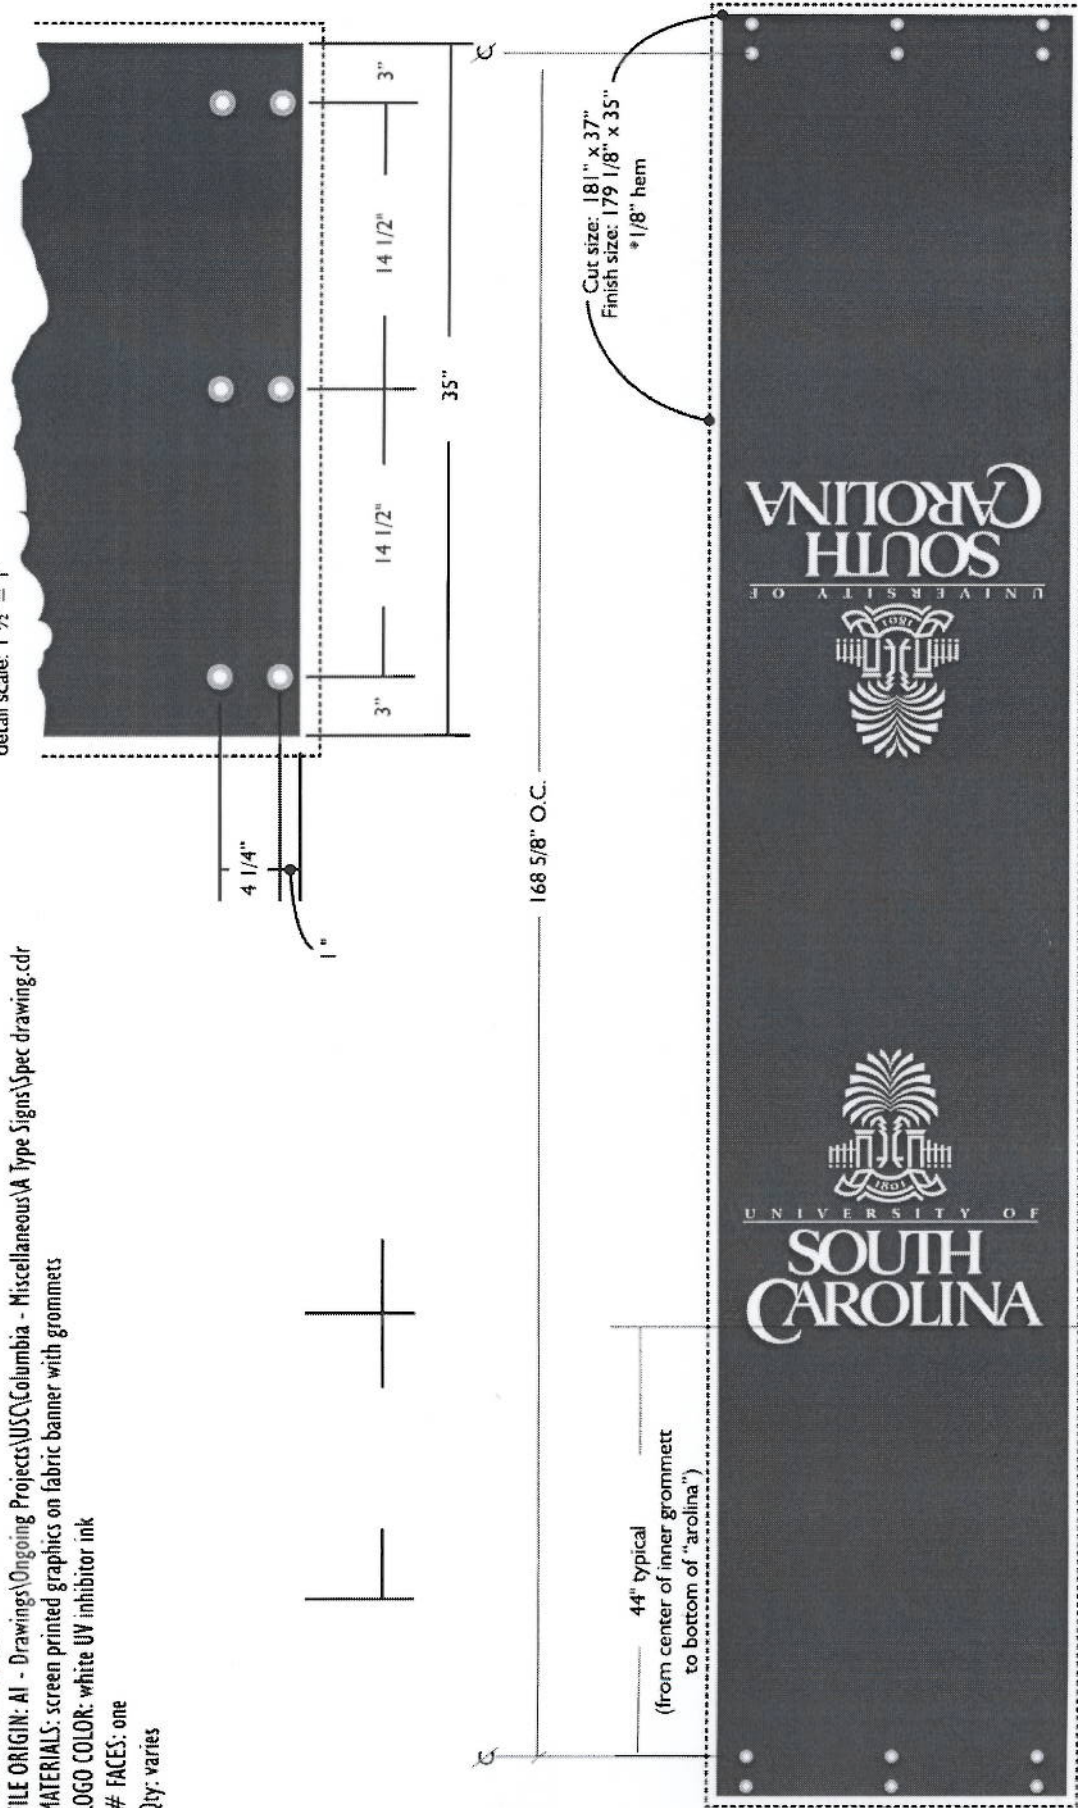 ILE ORIGIN: AI - Drawings\Ongoing Projects\USC\Columbia - Miscellaneous\A Type Signs\Spec drawing.cdr
MATERIALS: screen printed graphics on fabric banner with grommets
LOGO COLOR: white UV inhibitor ink
# FACES: one
Qty: varies
detail scale: 1 ½" = 1'
4 1/4"
1"
3"
14 1/2"
14 1/2"
3"
35"
168 5/8" O.C.
44" typical
(from center of inner grommett
to bottom of "arolina")
Cut size: 181" x 37"
Finish size: 179 1/8" x 35"
*1/8" hem
1801
UNIVERSITY OF
SOUTH
CAROLINA
1801
UNIVERSITY OF
SOUTH
CAROLINA